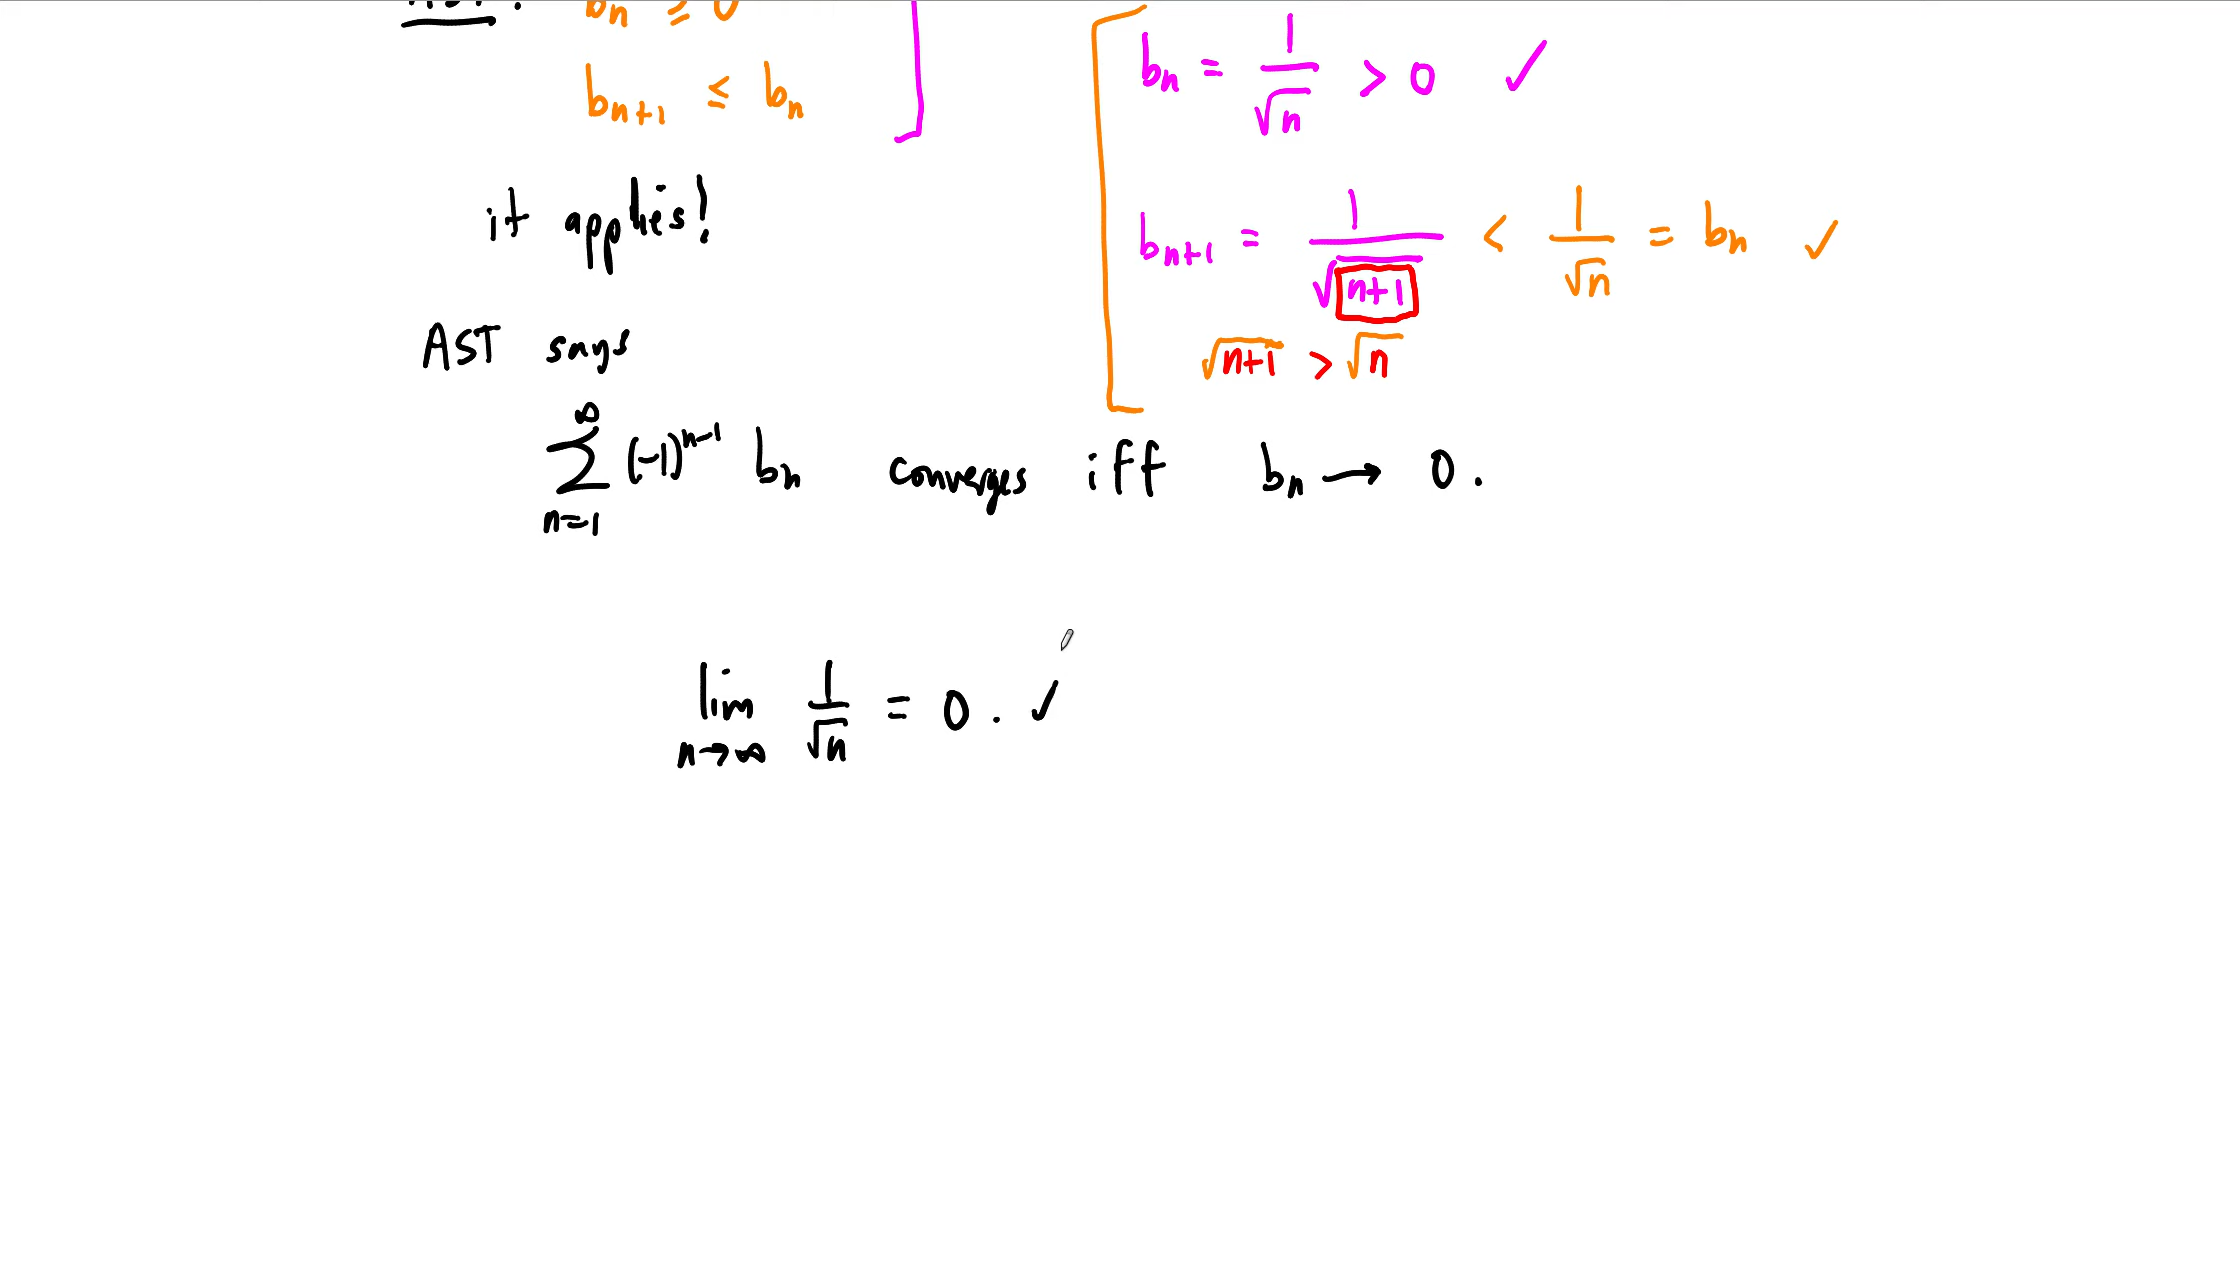 bn ≥ 0
bn+1 ≤ bn
it applies!
AST says
bn = 1/√n > 0 ✓
bn+1 = 1/√(n+1) < 1/√n = bn ✓
√(n+1) > √n
∞
∑ (-1)^(n-1) bn converges iff bn → 0.
n=1
lim 1/√n = 0. ✓
n→∞